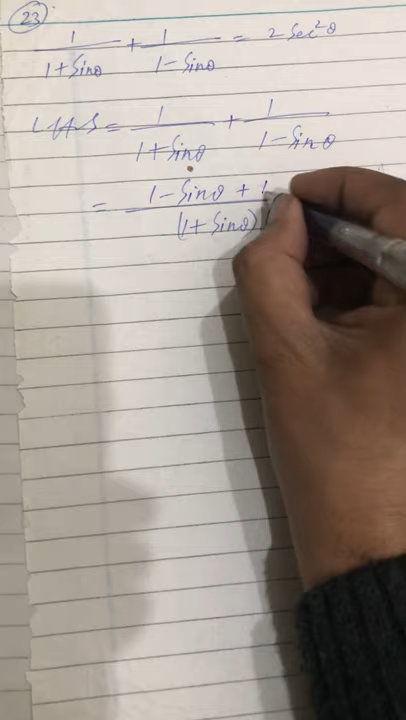 23
1/(1+Sinθ) + 1/(1-Sinθ) = 2 Sec²θ
LHS = 1/(1+Sinθ) + 1/(1-Sinθ)
= 1-Sinθ + 1/(1+Sinθ)(